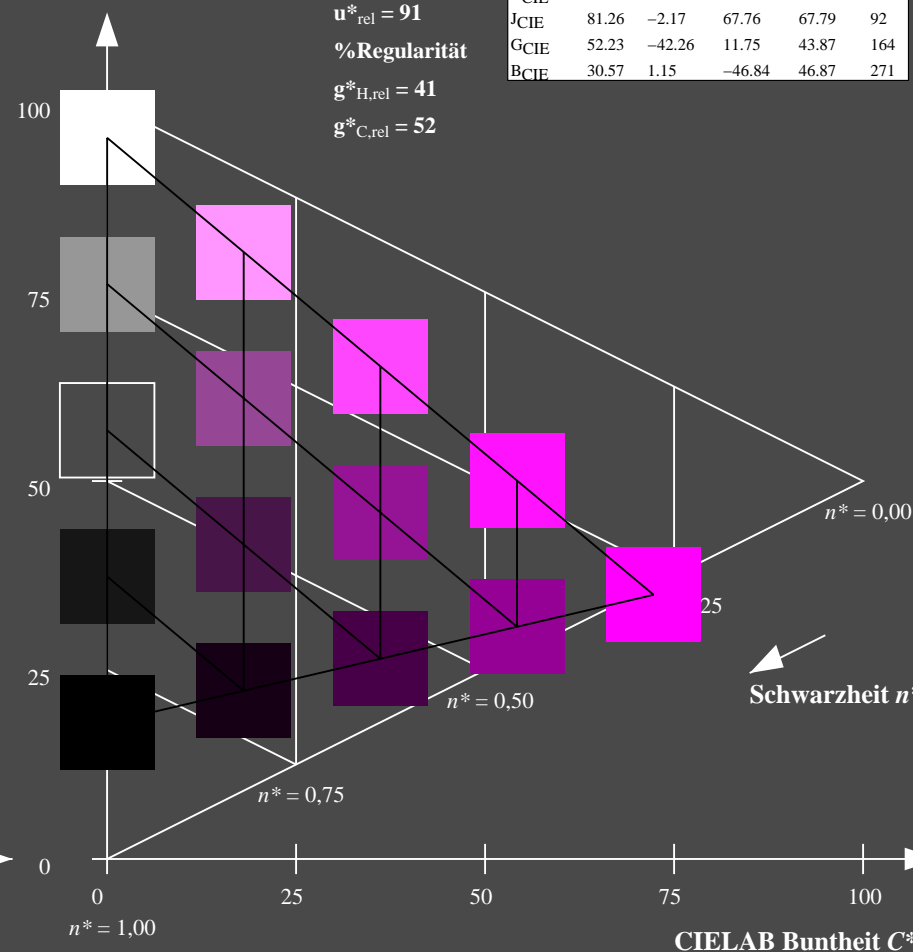 u*rel = 91
%Regularität
g*H,rel = 41
g*C,rel = 52
CIE
JCIE 81.26 −2.17 67.76 67.79 92
GCIE 52.23 −42.26 11.75 43.87 164
BCIE 30.57 1.15 −46.84 46.87 271
100
75
50
25
0
n* = 0,00
25
Schwarzheit n*
n* = 0,50
n* = 0,75
0 25 50 75 100
n* = 1,00
CIELAB Buntheit C*